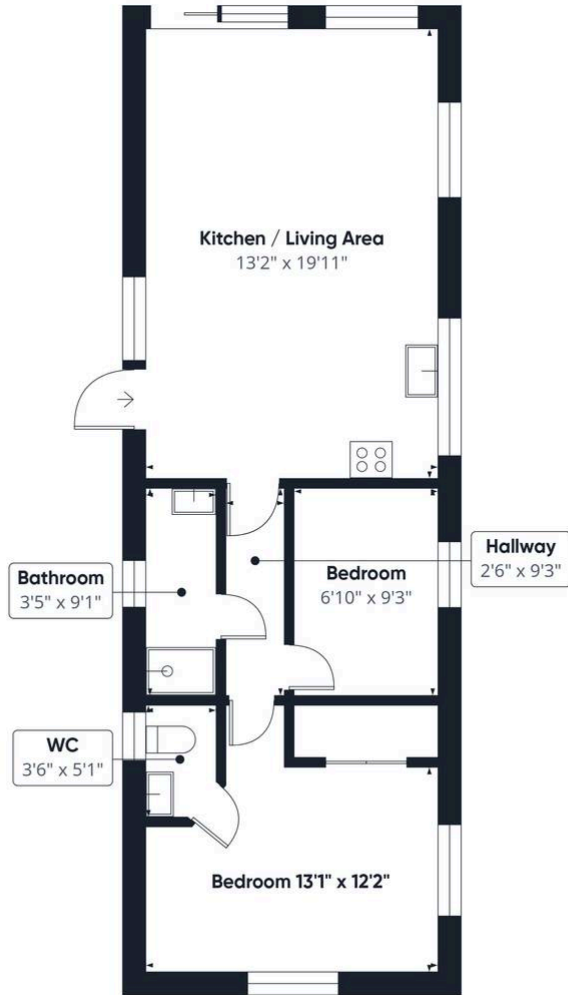 Kitchen / Living Area
13'2" x 19'11"
Hallway
2'6" x 9'3"
Bathroom
3'5" x 9'1"
Bedroom
6'10" x 9'3"
WC
3'6" x 5'1"
Bedroom 13'1" x 12'2"